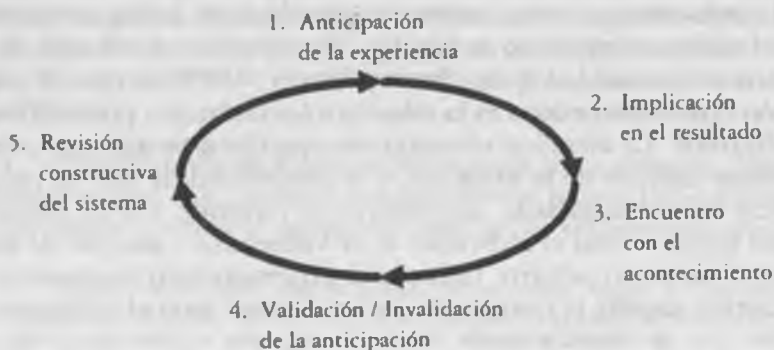 1. Anticipación
de la experiencia
2. Implicación
en el resultado
3. Encuentro
con el
acontecimiento
4. Validación / Invalidación
de la anticipación
5. Revisión
constructiva
del sistema